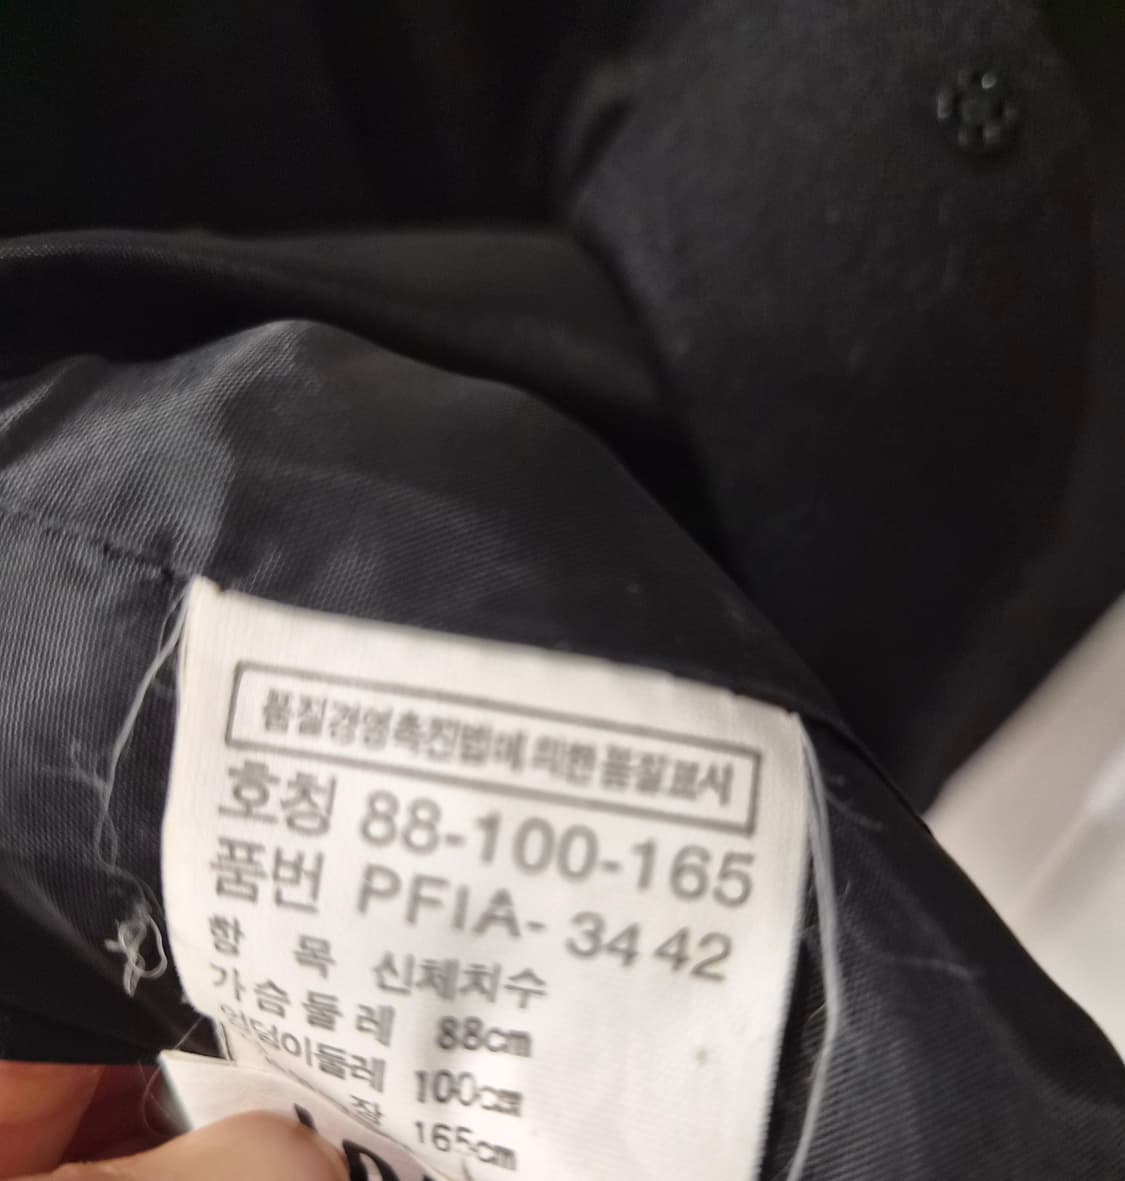 품질경영촉진법에 의한 품질표시
호칭 88-100-165
품번 PFIA-3442
항 목 신체치수
가슴둘레 88cm
엉덩이둘레 100cm
165cm